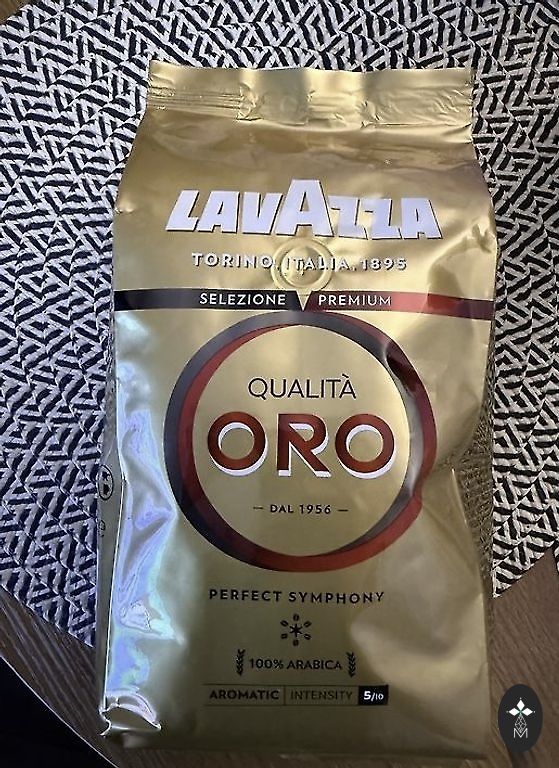 LAVAZZA
TORINO, ITALIA, 1895
SELEZIONE PREMIUM
QUALITÀ
ORO
— DAL 1956 —
PERFECT SYMPHONY
100% ARABICA
AROMATIC INTENSITY 5/10